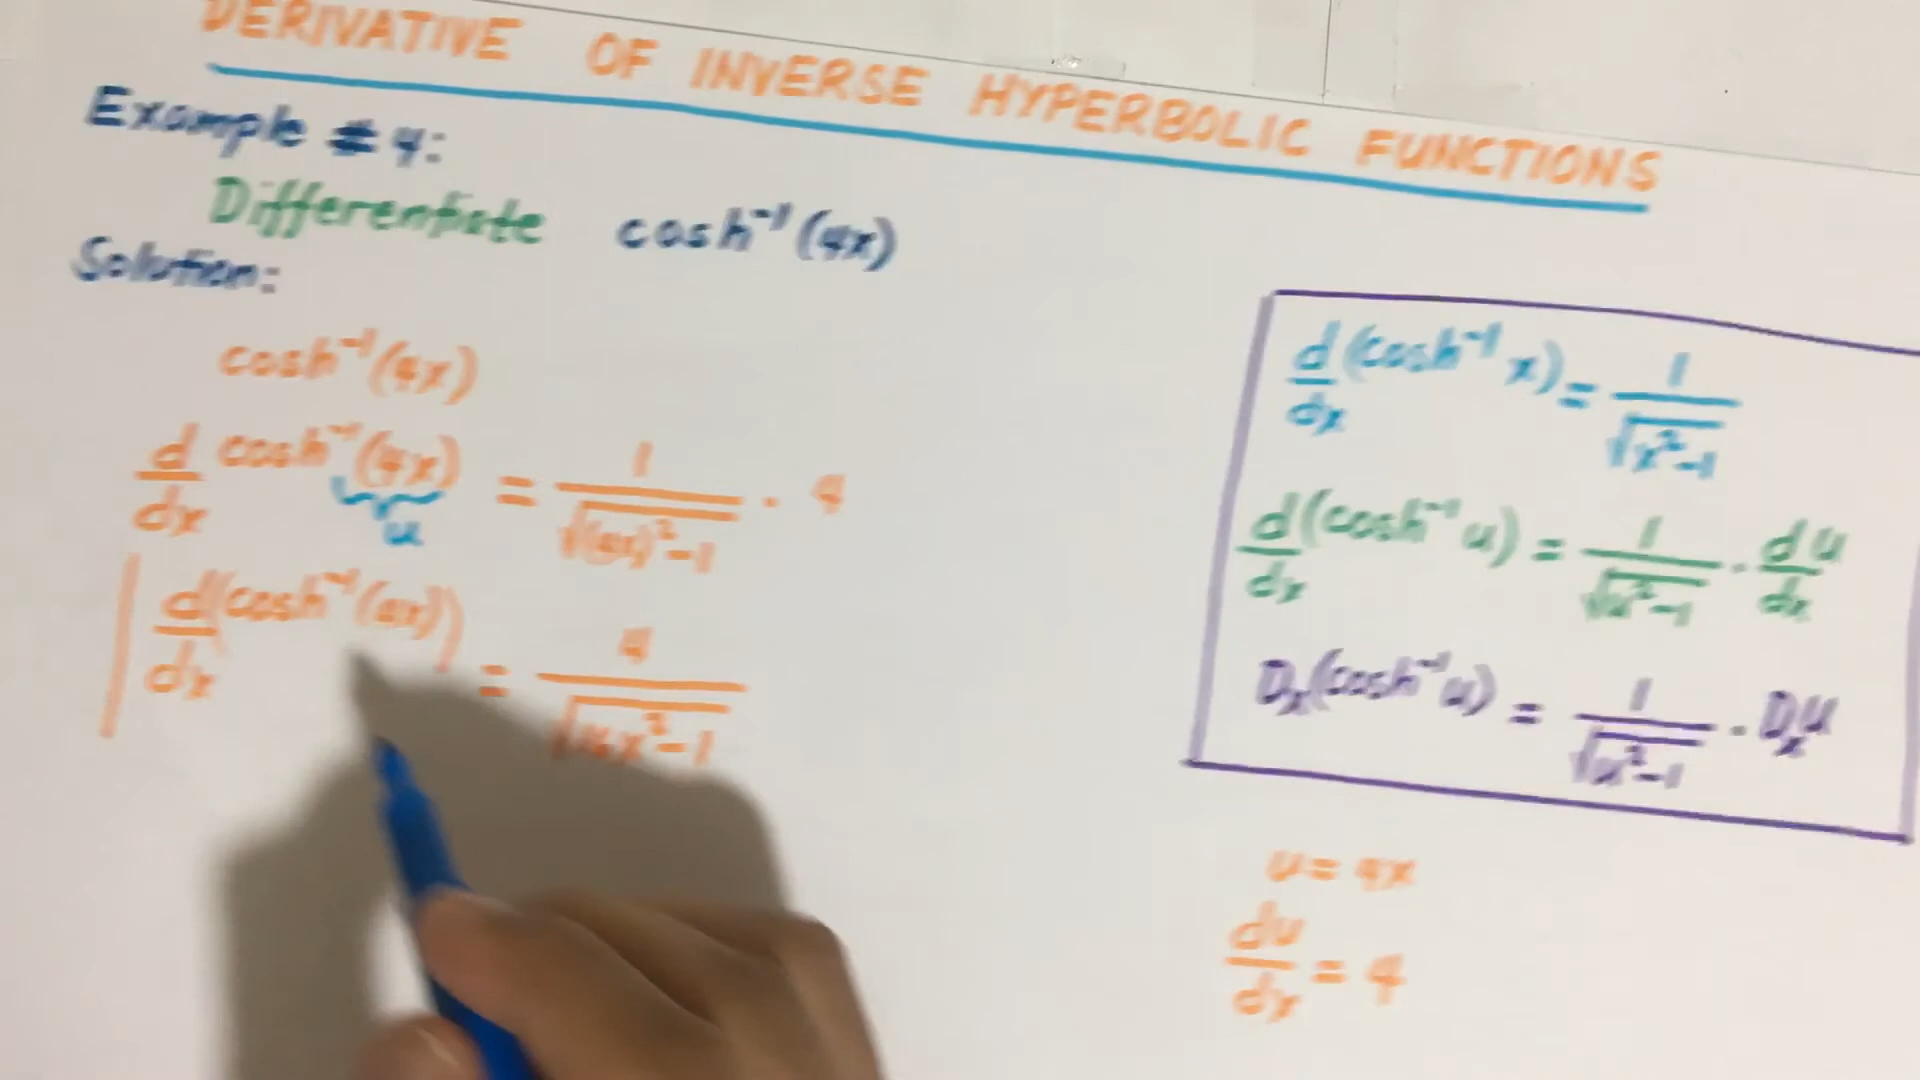 DERIVATIVE OF INVERSE HYPERBOLIC FUNCTIONS
Example # 4:
Differentiate cosh⁻¹(4x)
Solution:
cosh⁻¹(4x)
d/dx cosh⁻¹(4x) = 1/√((4x)²-1) · 4
u
d/dx(cosh⁻¹(4x)) = 4/√(16x²-1)
d/dx(cosh⁻¹ x) = 1/√(x²-1)
d/dx(cosh⁻¹ u) = 1/√(u²-1) · du/dx
Dₓ(cosh⁻¹ u) = 1/√(u²-1) · Dₓu
u = 4x
du/dx = 4